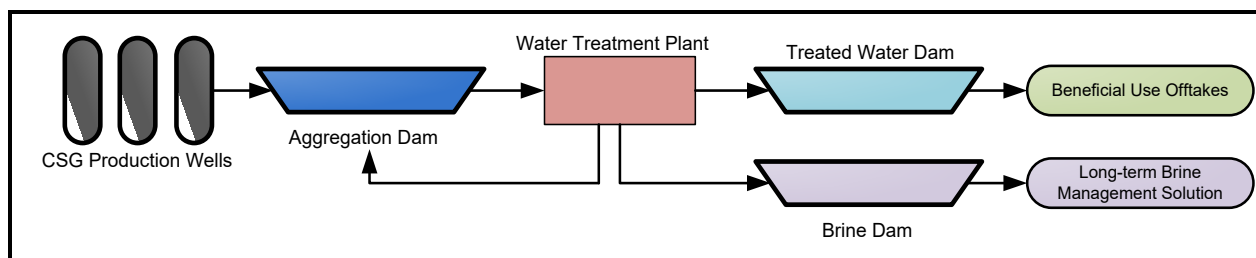 Water Treatment Plant
Treated Water Dam
Beneficial Use Offtakes
Aggregation Dam
CSG Production Wells
Long-term Brine
Management Solution
Brine Dam